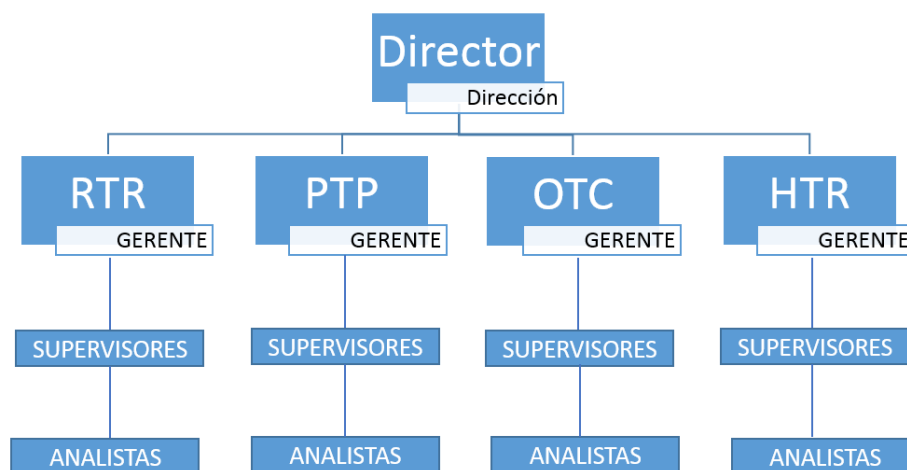 Director
Dirección
RTR
GERENTE
PTP
GERENTE
OTC
GERENTE
HTR
GERENTE
SUPERVISORES
SUPERVISORES
SUPERVISORES
SUPERVISORES
ANALISTAS
ANALISTAS
ANALISTAS
ANALISTAS